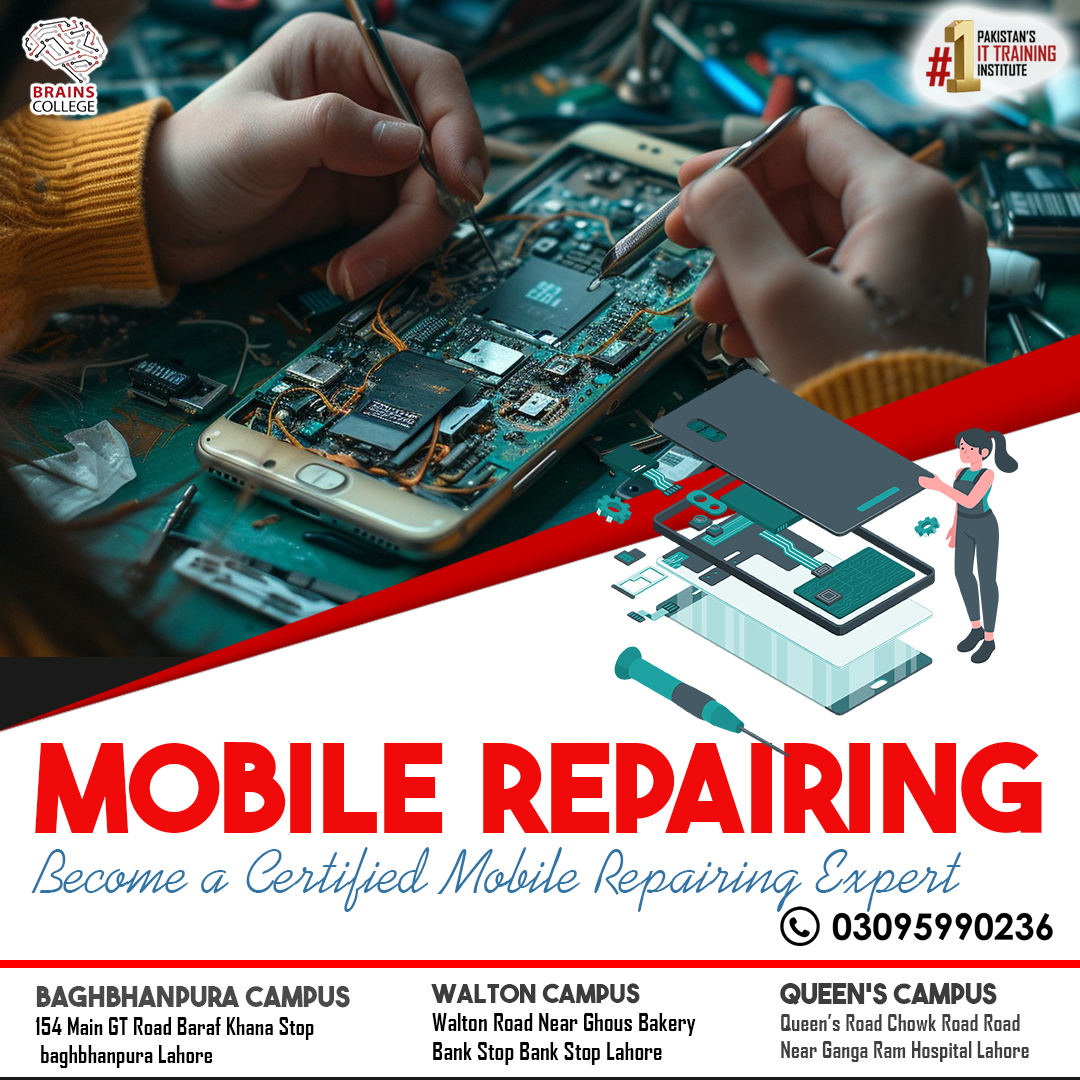 BRAINS
COLLEGE
#1 PAKISTAN'S
IT TRAINING
INSTITUTE
MOBILE REPAIRING
Become a Certified Mobile Repairing Expert
03095990236
BAGHBHANPURA CAMPUS
154 Main GT Road Baraf Khana Stop
baghbhanpura Lahore
WALTON CAMPUS
Walton Road Near Ghous Bakery
Bank Stop Bank Stop Lahore
QUEEN'S CAMPUS
Queen's Road Chowk Road Road
Near Ganga Ram Hospital Lahore